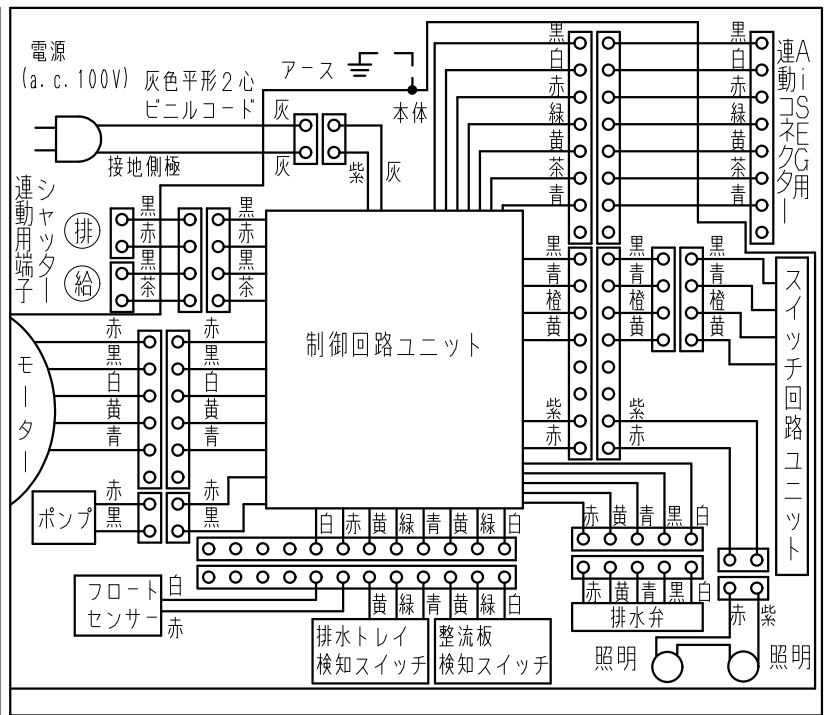 電源
(a.c.100V)
灰色平形2心
ビニルコード
アース
本体
灰
灰
紫
灰
接地側極
シャッター
連動用端子
排
給
黒
赤
黒
茶
黒
赤
黒
茶
黒
白
赤
緑
黄
茶
青
黒
白
赤
緑
黄
茶
青
AiSEG用
連動コネクター
モーター
赤
黒
白
黄
青
赤
黒
白
黄
青
ポンプ
赤
黒
赤
黒
制御回路ユニット
黒
青
橙
黄
紫
赤
黒
青
橙
黄
紫
赤
黒
青
橙
黄
スイッチ回路ユニット
白 赤 黄 緑 青 黄 緑 白
フロート
センサー
白
赤
黄 緑 青 黄 緑 白
排水トレイ
検知スイッチ
整流板
検知スイッチ
赤 黄 青 黒 白
赤 黄 青 黒 白
排水弁
赤 紫
照明
照明